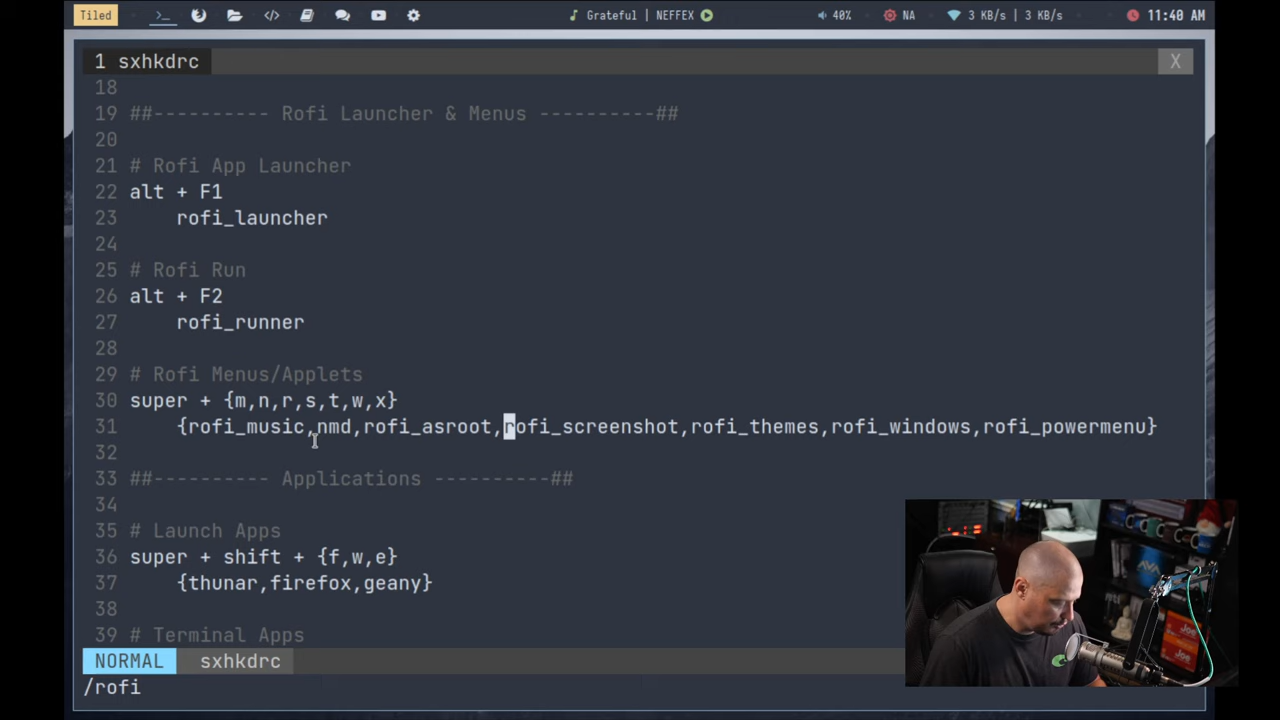 Tiled
Grateful | NEFFEX
40%
NA
3 KB/s | 3 KB/s
11:40 AM
1 sxhkdrc
X
18
19 ##---------- Rofi Launcher & Menus ----------##
20
21 # Rofi App Launcher
22 alt + F1
23 rofi_launcher
24
25 # Rofi Run
26 alt + F2
27 rofi_runner
28
29 # Rofi Menus/Applets
30 super + {m,n,r,s,t,w,x}
31 {rofi_music,nmd,rofi_asroot,rofi_screenshot,rofi_themes,rofi_windows,rofi_powermenu}
32
33 ##---------- Applications ----------##
34
35 # Launch Apps
36 super + shift + {f,w,e}
37 {thunar,firefox,geany}
38
39 # Terminal Apps
NORMAL sxhkdrc
/rofi